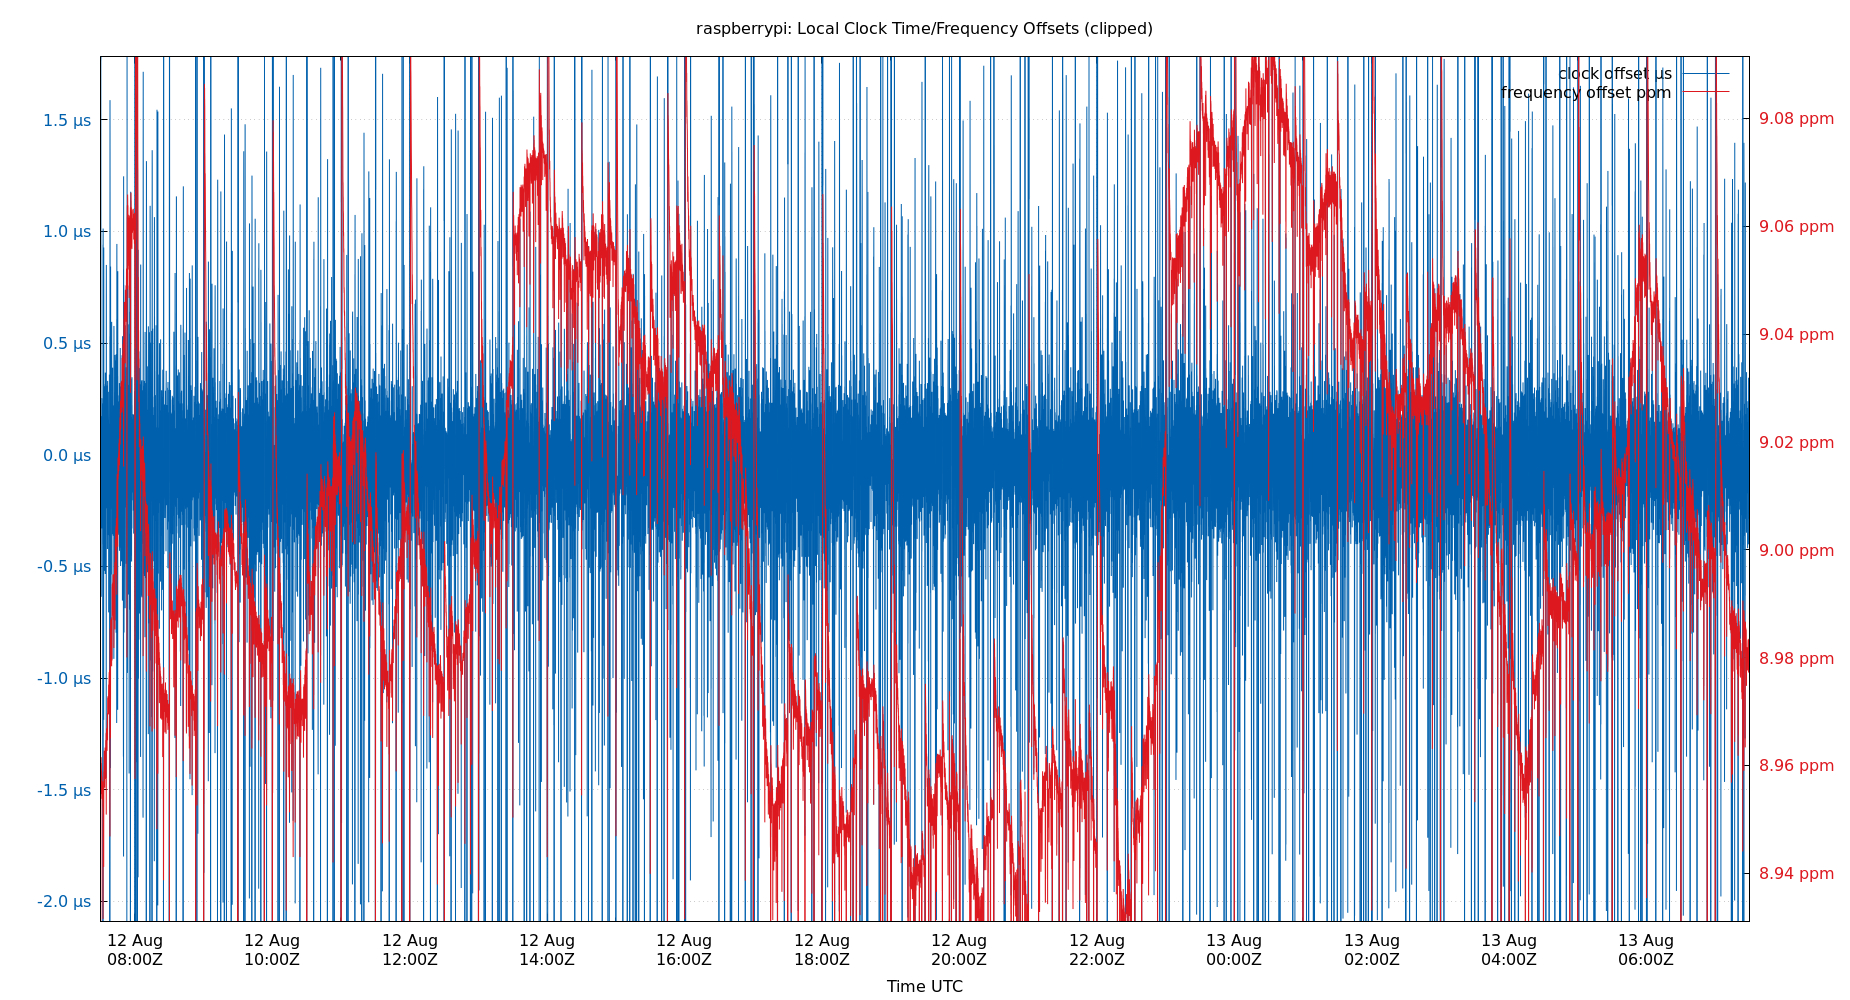 raspberrypi: Local Clock Time/Frequency Offsets (clipped)
clock offset µs
frequency offset ppm
1.5 µs
1.0 µs
0.5 µs
0.0 µs
-0.5 µs
-1.0 µs
-1.5 µs
-2.0 µs
9.08 ppm
9.06 ppm
9.04 ppm
9.02 ppm
9.00 ppm
8.98 ppm
8.96 ppm
8.94 ppm
12 Aug 12 Aug 12 Aug 12 Aug 12 Aug 12 Aug 12 Aug 12 Aug 13 Aug 13 Aug 13 Aug 13 Aug
08:00Z 10:00Z 12:00Z 14:00Z 16:00Z 18:00Z 20:00Z 22:00Z 00:00Z 02:00Z 04:00Z 06:00Z
Time UTC